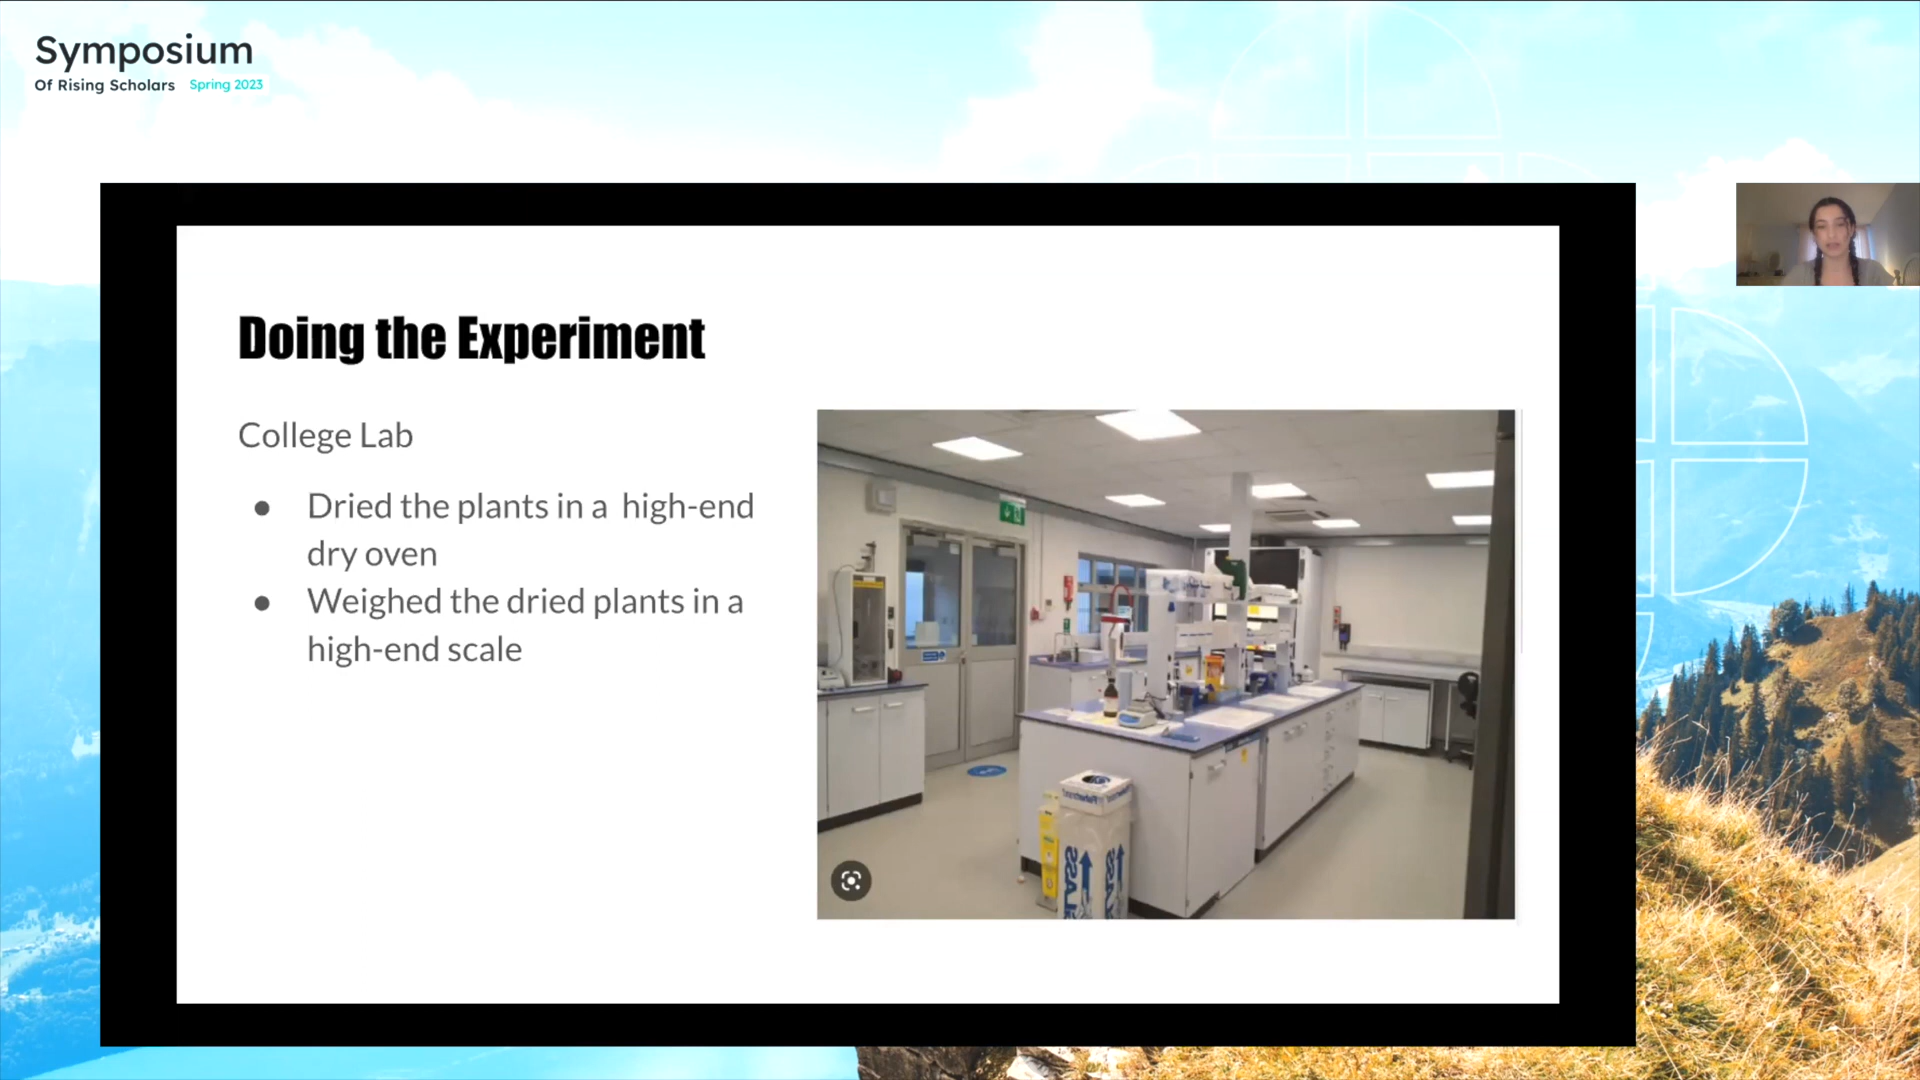 Symposium
Of Rising Scholars Spring 2023
Doing the Experiment
College Lab
● Dried the plants in a high-end
dry oven
● Weighed the dried plants in a
high-end scale